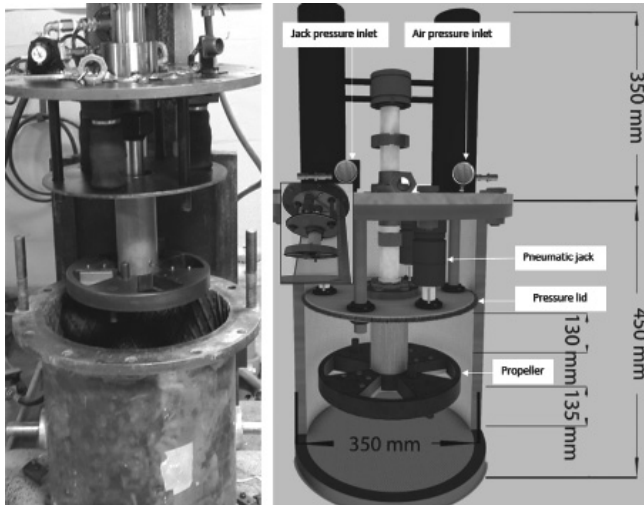 Jack pressure inlet
Air pressure inlet
350 mm
Pneumatic jack
Pressure lid
450 mm
130 mm
Propeller
135 mm
350 mm